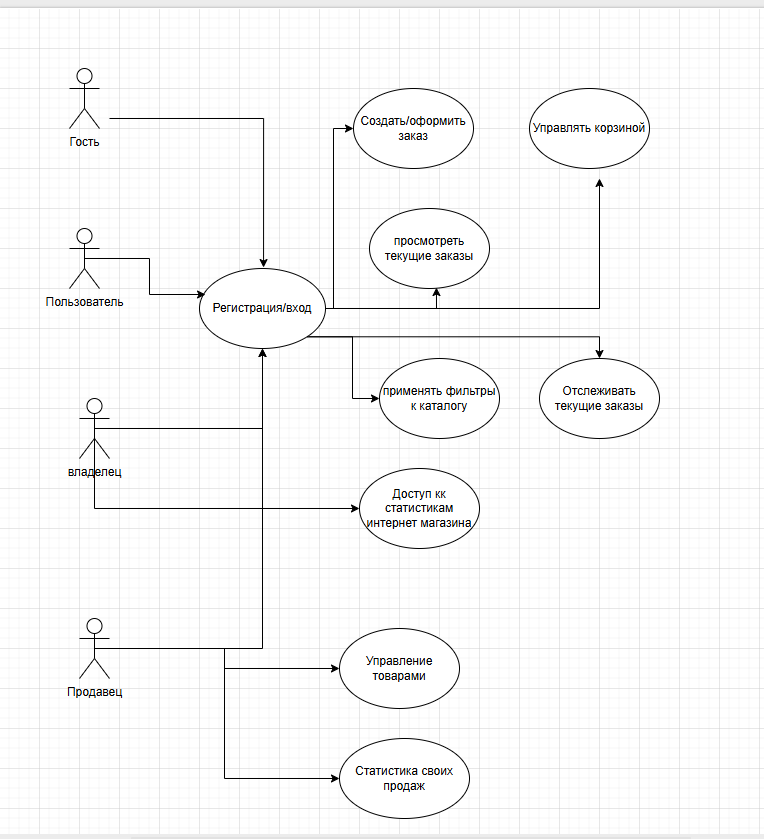 Гость
Создать/оформить
заказ
Управлять корзиной
просмотреть
текущие заказы
Пользователь
Регистрация/вход
применять фильтры
к каталогу
Отслеживать
текущие заказы
владелец
Доступ кк
статистикам
интернет магазина
Продавец
Управление
товарами
Статистика своих
продаж